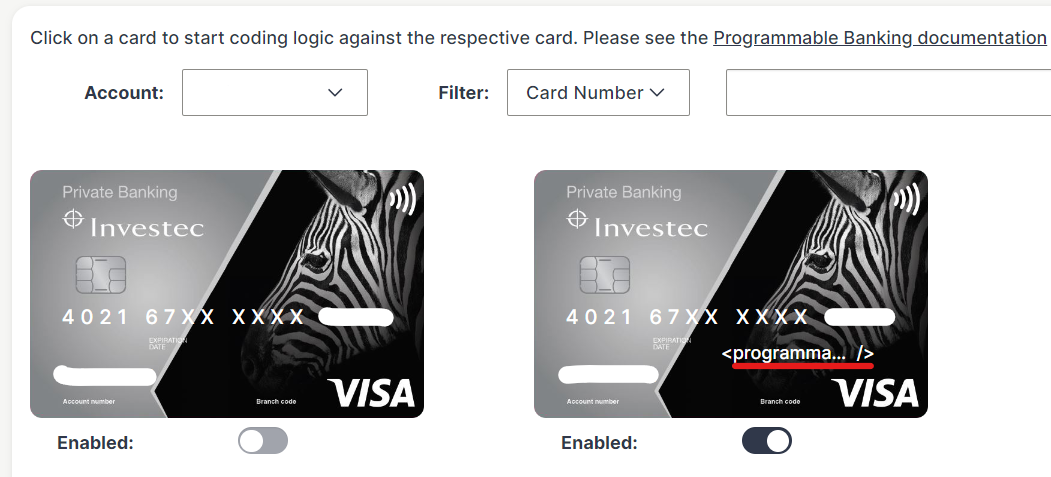 Click on a card to start coding logic against the respective card. Please see the Programmable Banking documentation
Account:
Filter: Card Number
Private Banking
Investec
4021 67XX XXXX
EXPIRATION
DATE
VISA
Account number Branch code
Enabled:
Private Banking
Investec
4021 67XX XXXX
EXPIRATION
DATE
<programma... />
VISA
Account number Branch code
Enabled: